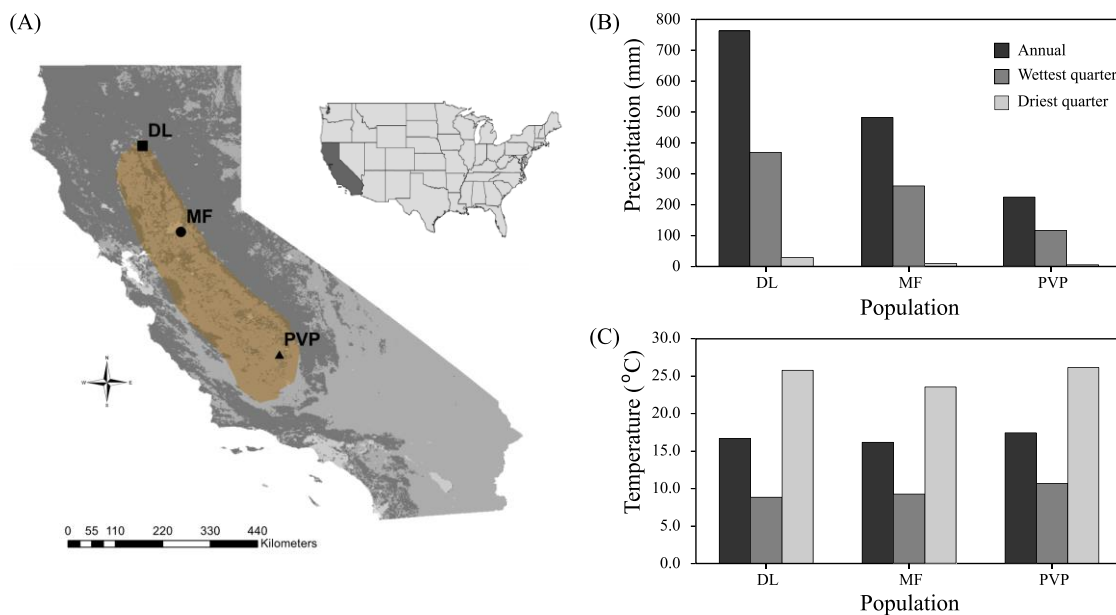 (A)
DL
MF
PVP
N
W
E
S
0 55 110 220 330 440
Kilometers
(B)
Precipitation (mm)
800
700
600
500
400
300
200
100
0
Annual
Wettest quarter
Driest quarter
DL MF PVP
Population
(C)
Temperature (°C)
30.0
25.0
20.0
15.0
10.0
5.0
0.0
DL MF PVP
Population